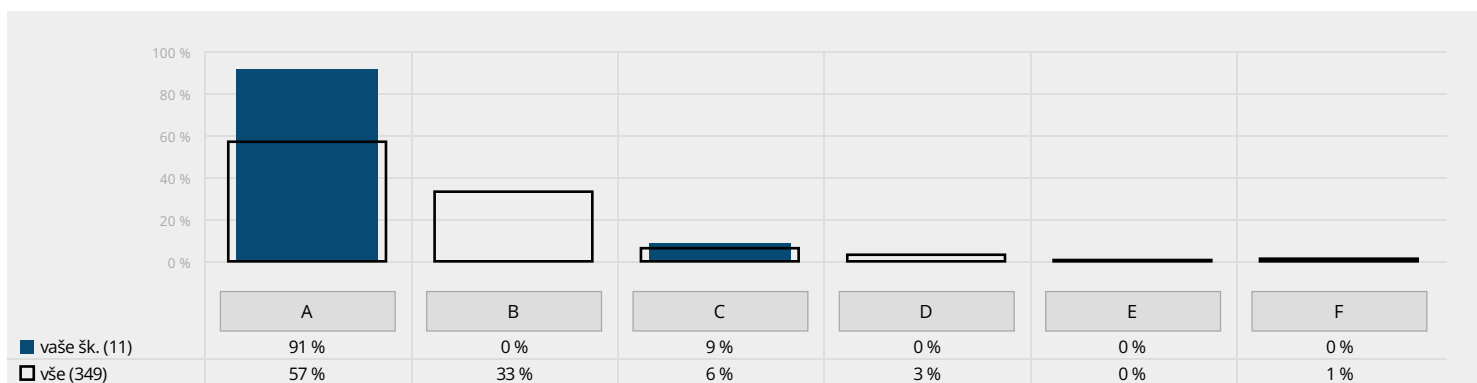 100 %
80 %
60 %
40 %
20 %
0 %
A B C D E F
vaše šk. (11) 91 % 0 % 9 % 0 % 0 % 0 %
vše (349) 57 % 33 % 6 % 3 % 0 % 1 %